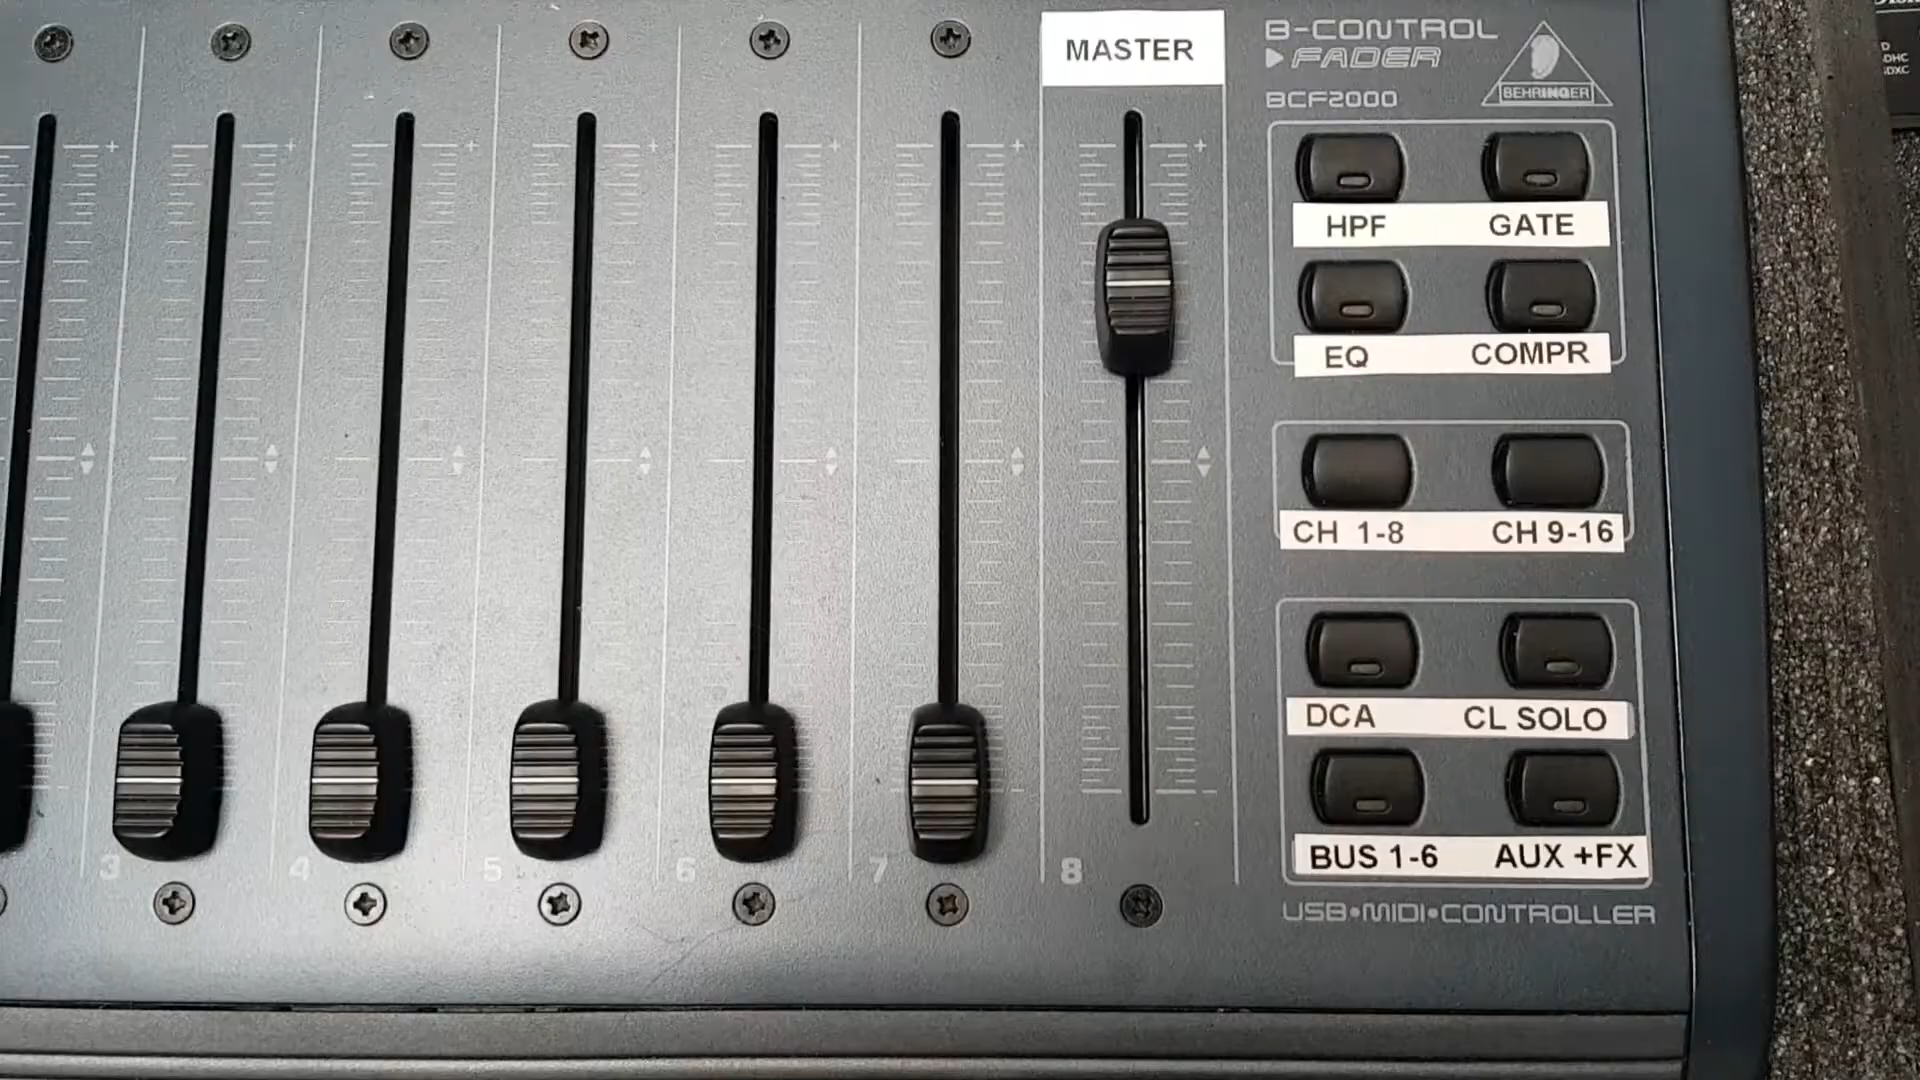 MASTER
B-CONTROL
FADER
BCF2000
BEHRINGER
HPF GATE
EQ COMPR
CH 1-8 CH 9-16
DCA CL SOLO
BUS 1-6 AUX +FX
3 4 5 6 7 8
USB•MIDI•CONTROLLER